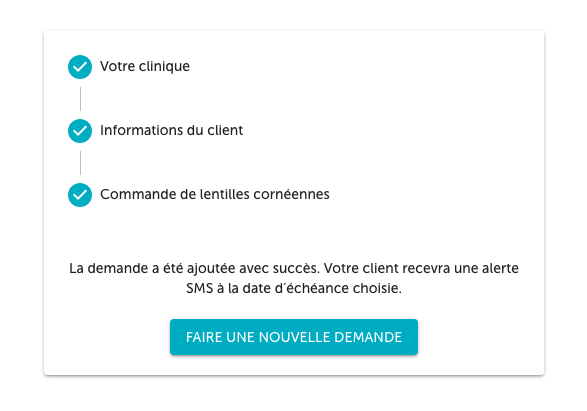 Votre clinique
Informations du client
Commande de lentilles cornéennes
La demande a été ajoutée avec succès. Votre client recevra une alerte
SMS à la date d'échéance choisie.
FAIRE UNE NOUVELLE DEMANDE